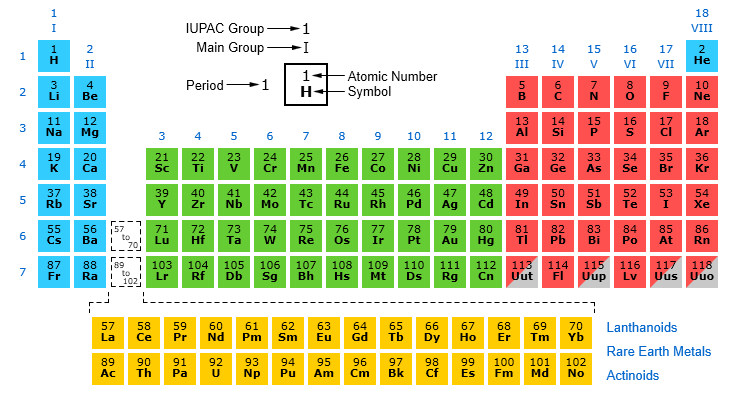 1 18
I IUPAC Group 1 VIII
Main Group I
1 1 H 2 II 13 III 14 IV 15 V 16 VI 17 VII 2 He
Period 1 1 H Atomic Number Symbol
2 3 Li 4 Be 5 B 6 C 7 N 8 O 9 F 10 Ne
3 11 Na 12 Mg 13 Al 14 Si 15 P 16 S 17 Cl 18 Ar
3 4 5 6 7 8 9 10 11 12
4 19 K 20 Ca 21 Sc 22 Ti 23 V 24 Cr 25 Mn 26 Fe 27 Co 28 Ni 29 Cu 30 Zn 31 Ga 32 Ge 33 As 34 Se 35 Br 36 Kr
5 37 Rb 38 Sr 39 Y 40 Zr 41 Nb 42 Mo 43 Tc 44 Ru 45 Rh 46 Pd 47 Ag 48 Cd 49 In 50 Sn 51 Sb 52 Te 53 I 54 Xe
6 55 Cs 56 Ba 57 to 70 71 Lu 72 Hf 73 Ta 74 W 75 Re 76 Os 77 Ir 78 Pt 79 Au 80 Hg 81 Tl 82 Pb 83 Bi 84 Po 85 At 86 Rn
7 87 Fr 88 Ra 89 to 102 103 Lr 104 Rf 105 Db 106 Sg 107 Bh 108 Hs 109 Mt 110 Ds 111 Rg 112 Cn 113 Uut 114 Fl 115 Uup 116 Lv 117 Uus 118 Uuo
57 La 58 Ce 59 Pr 60 Nd 61 Pm 62 Sm 63 Eu 64 Gd 65 Tb 66 Dy 67 Ho 68 Er 69 Tm 70 Yb Lanthanoids
Rare Earth Metals
89 Ac 90 Th 91 Pa 92 U 93 Np 94 Pu 95 Am 96 Cm 97 Bk 98 Cf 99 Es 100 Fm 101 Md 102 No Actinoids